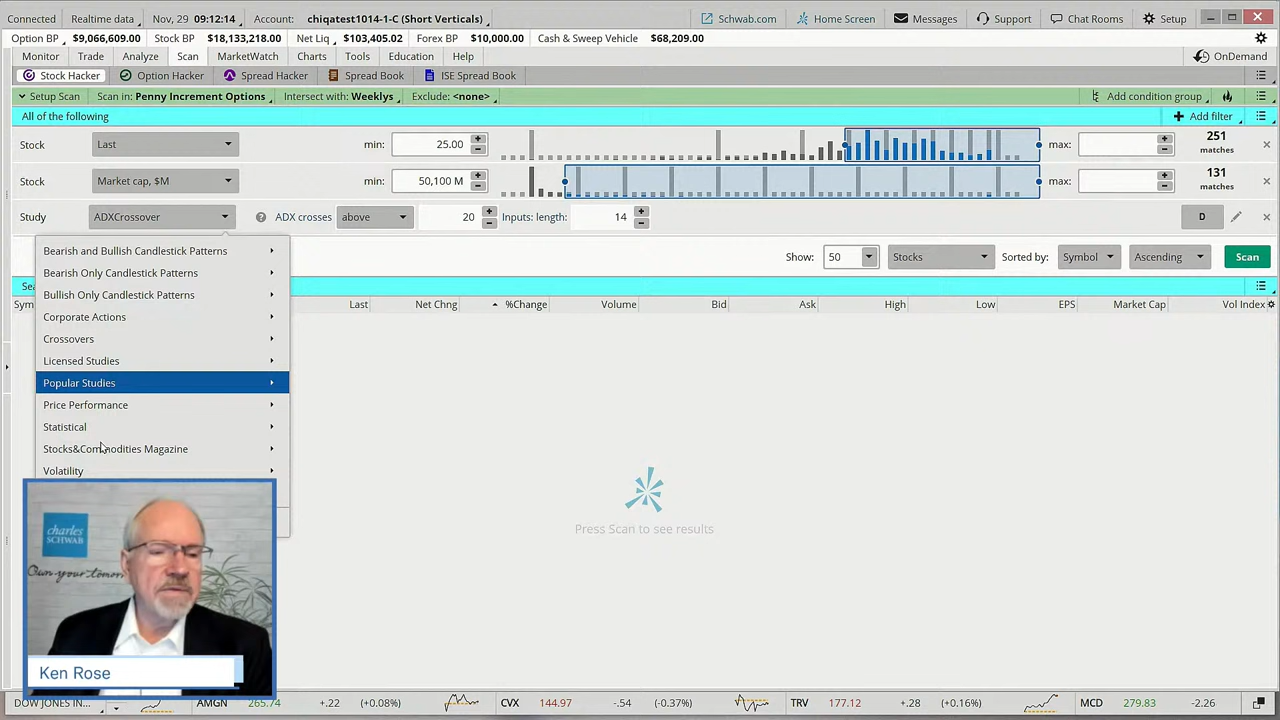 Connected Realtime data Nov, 29 09:12:14 Account: chiqatest1014-1-C (Short Verticals) Schwab.com Home Screen Messages Support Chat Rooms Setup
Option BP $9,066,609.00 Stock BP $18,133,218.00 Net Liq $103,405.02 Forex BP $10,000.00 Cash & Sweep Vehicle $68,209.00
Monitor Trade Analyze Scan MarketWatch Charts Tools Education Help OnDemand
Stock Hacker Option Hacker Spread Hacker Spread Book ISE Spread Book
Setup Scan Scan in: Penny Increment Options Intersect with: Weeklys Exclude: <none> Add condition group
All of the following Add filter
Stock Last min: 25.00 max: 251 matches
Stock Market cap, $M min: 50,100 M max: 131 matches
Study ADXCrossover ADX crosses above 20 Inputs: length: 14 D
Bearish and Bullish Candlestick Patterns
Show: 50 Stocks Sorted by: Symbol Ascending Scan
Bearish Only Candlestick Patterns
Bullish Only Candlestick Patterns
Last Net Chng %Change Volume Bid Ask High Low EPS Market Cap Vol Index
Corporate Actions
Crossovers
Licensed Studies
Popular Studies
Price Performance
Statistical
Stocks&Commodities Magazine
Volatility
Press Scan to see results
charles
SCHWAB
Own your tomorrow
Ken Rose
DOW JONES IN... AMGN 265.74 +.22 (+0.08%) CVX 144.97 -.54 (-0.37%) TRV 177.12 +.28 (+0.16%) MCD 279.83 -2.26